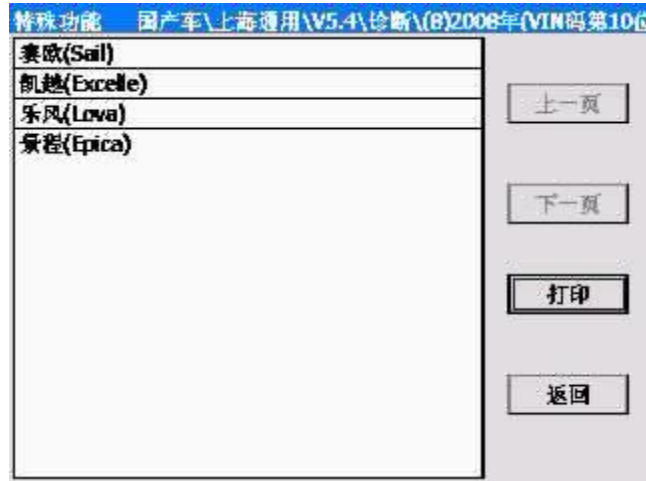 特殊功能 国产车\上海通用\V5.4\诊断\(8)2008年(VIN码第10位
赛欧(Sail)
凯越(Excelle)
乐风(Lova)
景程(Epica)
上一页
下一页
打印
返回